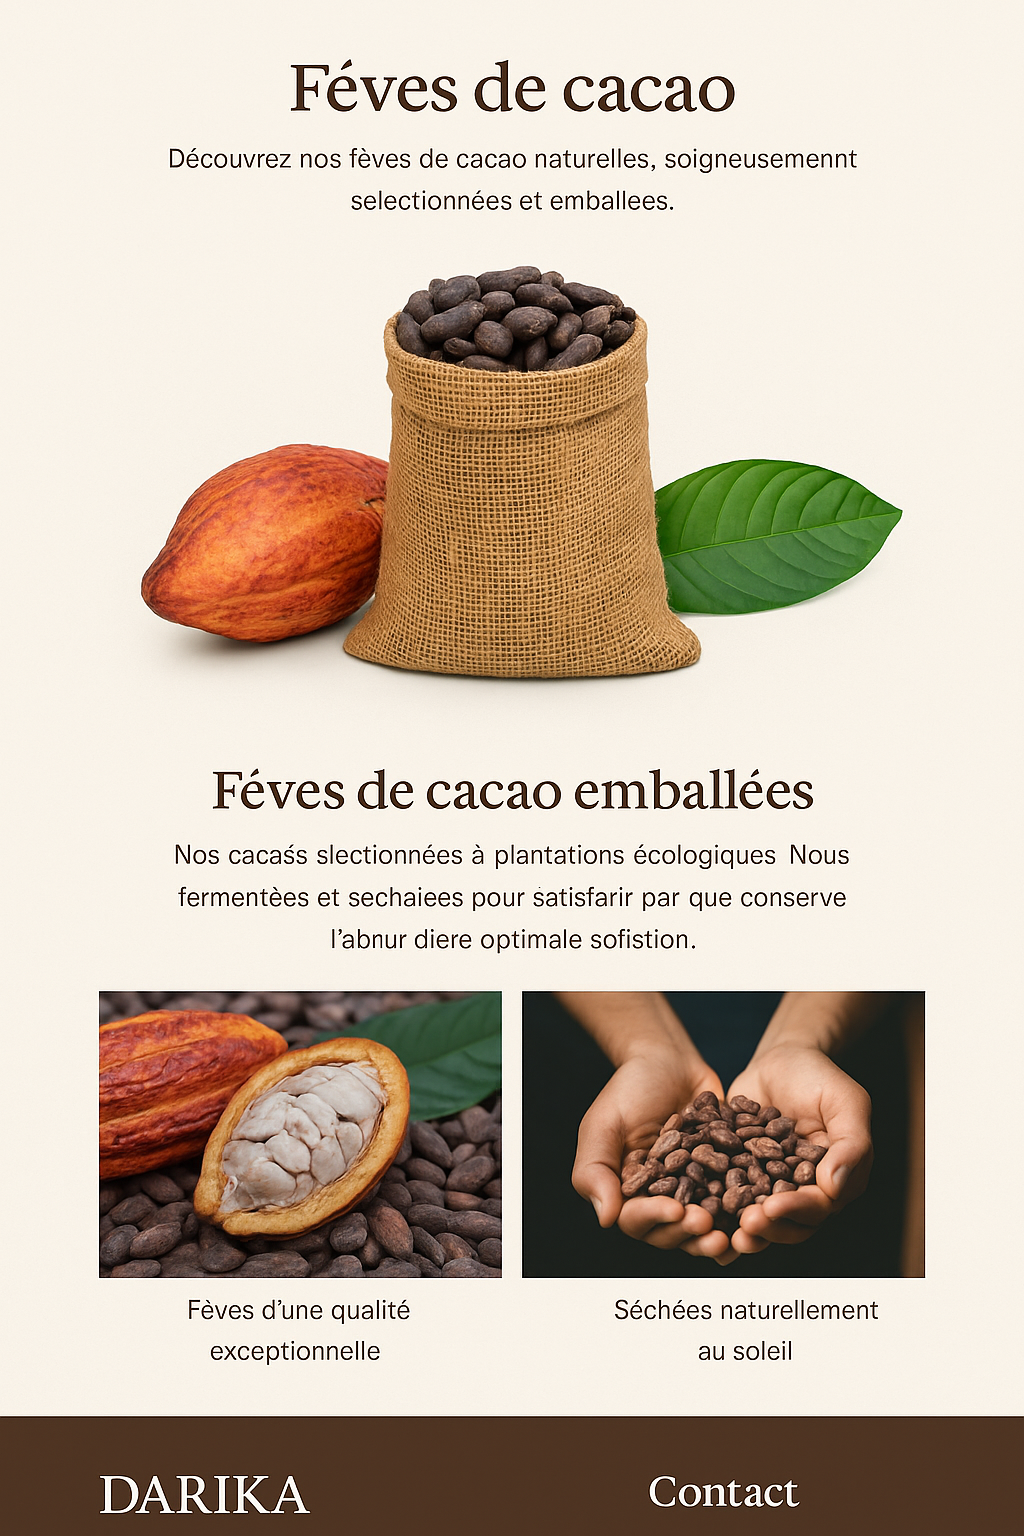 Féves de cacao
Découvrez nos fèves de cacao naturelles, soigneusemennt
selectionnées et emballees.
Féves de cacao emballées
Nos cacaśs slectionnées à plantations écologiques Nous
fermentèes et sechaiees pour satisfarir par que conserve
l’abnur diere optimale sofistion.
Fèves d’une qualité
exceptionnelle
Séchées naturellement
au soleil
DARIKA
Contact